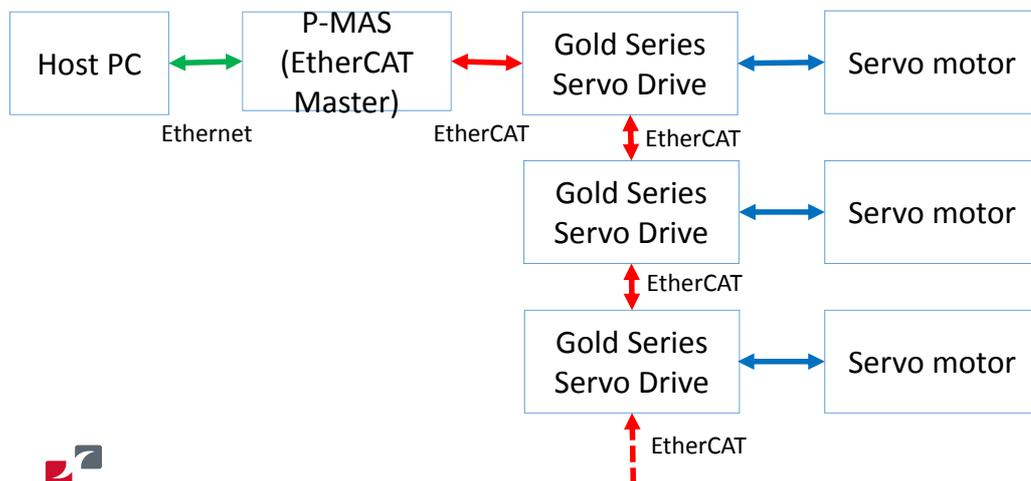 Host PC
P-MAS
(EtherCAT
Master)
Gold Series
Servo Drive
Servo motor
Ethernet
EtherCAT
EtherCAT
Gold Series
Servo Drive
Servo motor
EtherCAT
Gold Series
Servo Drive
Servo motor
EtherCAT